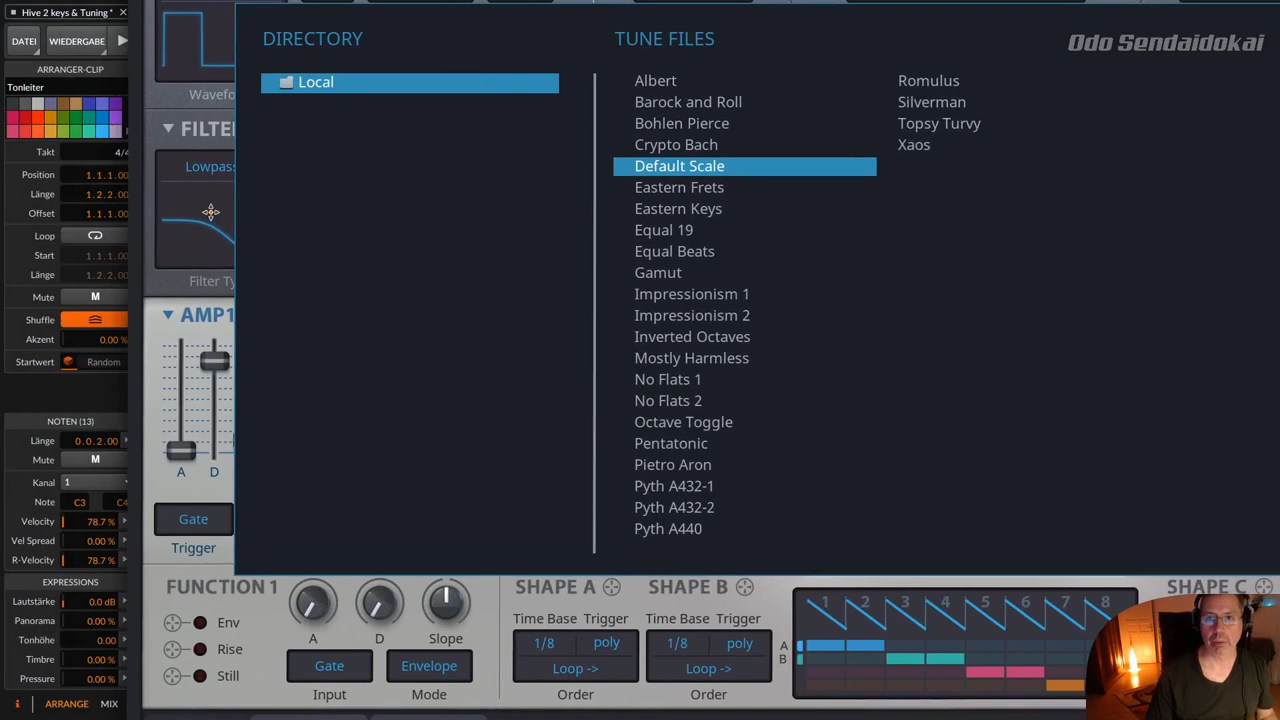 Hive 2 keys & Tuning*
DATEI
WIEDERGABE
ARRANGER-CLIP
Tonleiter
Takt
4/4
Position
1.1.1.00
Länge
1.2.2.00
Offset
1.1.1.00
Loop
Start
1.1.1.00
Länge
1.2.2.00
Mute
M
Shuffle
Akzent
0.00 %
Startwert
Random
NOTEN (13)
Länge
0.0.2.00
Mute
M
Kanal
1
Note
C3
C4
Velocity
78.7 %
Vel Spread
0.00 %
R-Velocity
78.7 %
EXPRESSIONS
Lautstärke
0.0 dB
Panorama
0.00 %
Tonhöhe
0.00
Timbre
0.00 %
Pressure
0.00 %
i
ARRANGE
MIX
Lowpass
AMP1
A
D
Gate
Trigger
DIRECTORY
Local
TUNE FILES
Odo Sendaidokai
Albert
Barock and Roll
Bohlen Pierce
Crypto Bach
Default Scale
Eastern Frets
Eastern Keys
Equal 19
Equal Beats
Gamut
Impressionism 1
Impressionism 2
Inverted Octaves
Mostly Harmless
No Flats 1
No Flats 2
Octave Toggle
Pentatonic
Pietro Aron
Pyth A432-1
Pyth A432-2
Pyth A440
Romulus
Silverman
Topsy Turvy
Xaos
FUNCTION 1
Env
Rise
Still
A
D
Slope
Gate
Envelope
Input
Mode
SHAPE A
Time Base
Trigger
1/8
poly
Loop ->
Order
SHAPE B
Time Base
Trigger
1/8
poly
Loop ->
Order
1 2 3 4 5 6 7 8
A
B
SHAPE C